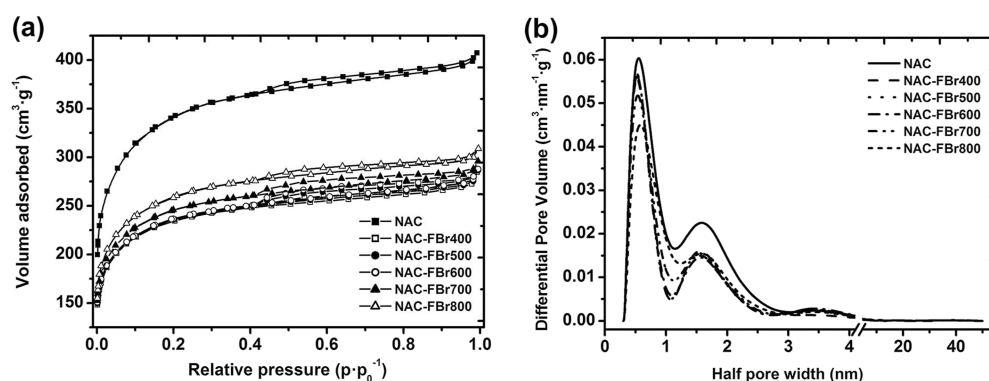 (a)
Volume adsorbed (cm³·g⁻¹)
400
350
300
250
200
150
NAC
NAC-FBr400
NAC-FBr500
NAC-FBr600
NAC-FBr700
NAC-FBr800
0.0 0.2 0.4 0.6 0.8 1.0
Relative pressure (p·p₀⁻¹)
(b)
Differential Pore Volume (cm³·nm⁻¹·g⁻¹)
0.06
0.05
0.04
0.03
0.02
0.01
0.00
NAC
NAC-FBr400
NAC-FBr500
NAC-FBr600
NAC-FBr700
NAC-FBr800
0 1 2 3 4 20 40
Half pore width (nm)